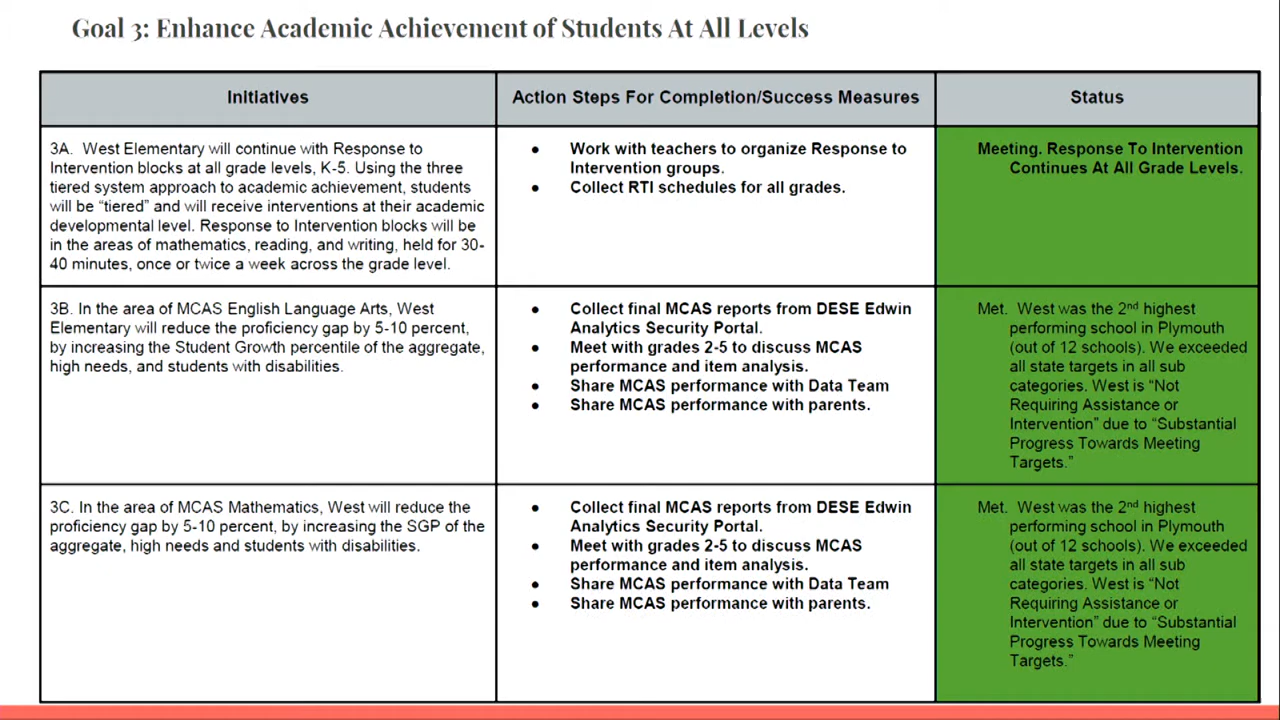 Goal 3: Enhance Academic Achievement of Students At All Levels
Initiatives
Action Steps For Completion/Success Measures
Status
3A. West Elementary will continue with Response to
Intervention blocks at all grade levels, K-5. Using the three
tiered system approach to academic achievement, students
will be “tiered” and will receive interventions at their academic
developmental level. Response to Intervention blocks will be
in the areas of mathematics, reading, and writing, held for 30-
40 minutes, once or twice a week across the grade level.
● Work with teachers to organize Response to
Intervention groups.
● Collect RTI schedules for all grades.
Meeting. Response To Intervention
Continues At All Grade Levels.
3B. In the area of MCAS English Language Arts, West
Elementary will reduce the proficiency gap by 5-10 percent,
by increasing the Student Growth percentile of the aggregate,
high needs, and students with disabilities.
● Collect final MCAS reports from DESE Edwin
Analytics Security Portal.
● Meet with grades 2-5 to discuss MCAS
performance and item analysis.
● Share MCAS performance with Data Team
● Share MCAS performance with parents.
Met. West was the 2nd highest
performing school in Plymouth
(out of 12 schools). We exceeded
all state targets in all sub
categories. West is “Not
Requiring Assistance or
Intervention” due to “Substantial
Progress Towards Meeting
Targets.”
3C. In the area of MCAS Mathematics, West will reduce the
proficiency gap by 5-10 percent, by increasing the SGP of the
aggregate, high needs and students with disabilities.
● Collect final MCAS reports from DESE Edwin
Analytics Security Portal.
● Meet with grades 2-5 to discuss MCAS
performance and item analysis.
● Share MCAS performance with Data Team
● Share MCAS performance with parents.
Met. West was the 2nd highest
performing school in Plymouth
(out of 12 schools). We exceeded
all state targets in all sub
categories. West is “Not
Requiring Assistance or
Intervention” due to “Substantial
Progress Towards Meeting
Targets.”